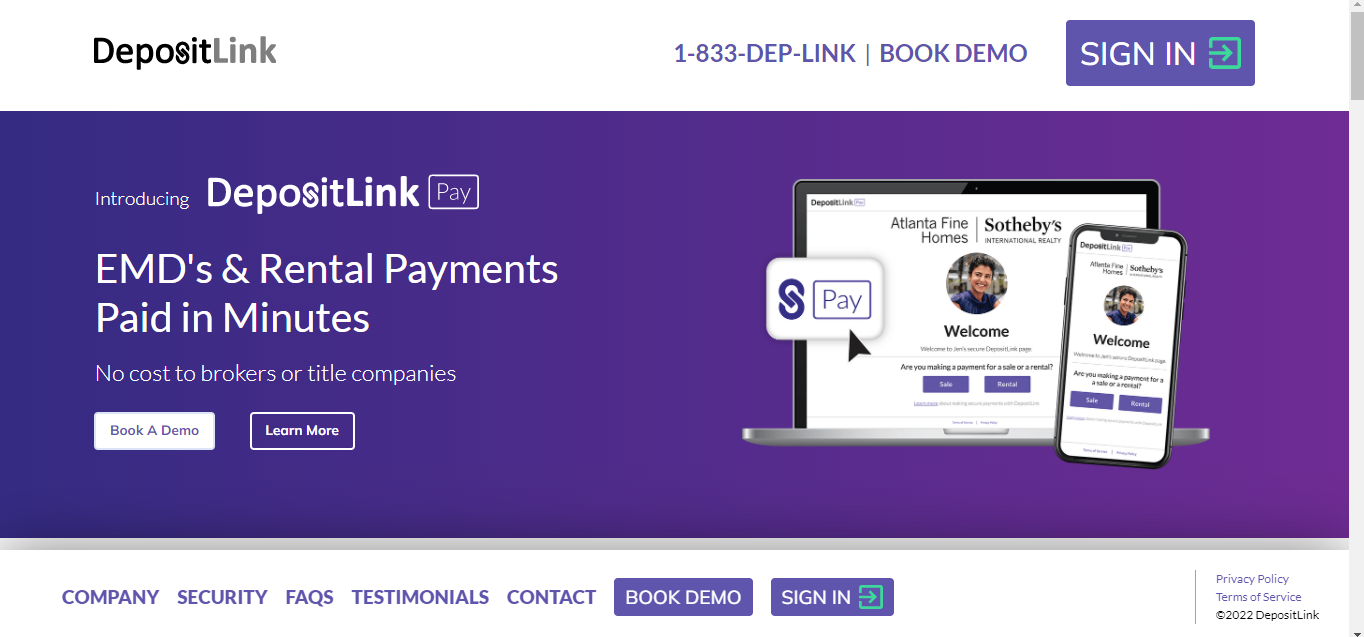 DepositLink
1-833-DEP-LINK | BOOK DEMO
SIGN IN
Introducing DepositLink Pay
EMD's & Rental Payments
Paid in Minutes
No cost to brokers or title companies
Book A Demo
Learn More
DepositLink Pay
Atlanta Fine Homes | Sotheby's
INTERNATIONAL REALTY
Welcome
Welcome to Jen's secure DepositLink page
Are you making a payment for a sale or a rental?
Sale Rental
Learn more about making secure payments with DepositLink
Terms of Service | Privacy Policy
Pay
DepositLink Pay
Atlanta Fine Homes | Sotheby's
INTERNATIONAL REALTY
Welcome
Welcome to Jen's secure DepositLink page
Are you making a payment for a
a sale or a rental?
Sale Rental
Learn more about making secure payments with DepositLink
Terms of Service | Privacy Policy
COMPANY SECURITY FAQS TESTIMONIALS CONTACT BOOK DEMO SIGN IN
Privacy Policy
Terms of Service
©2022 DepositLink